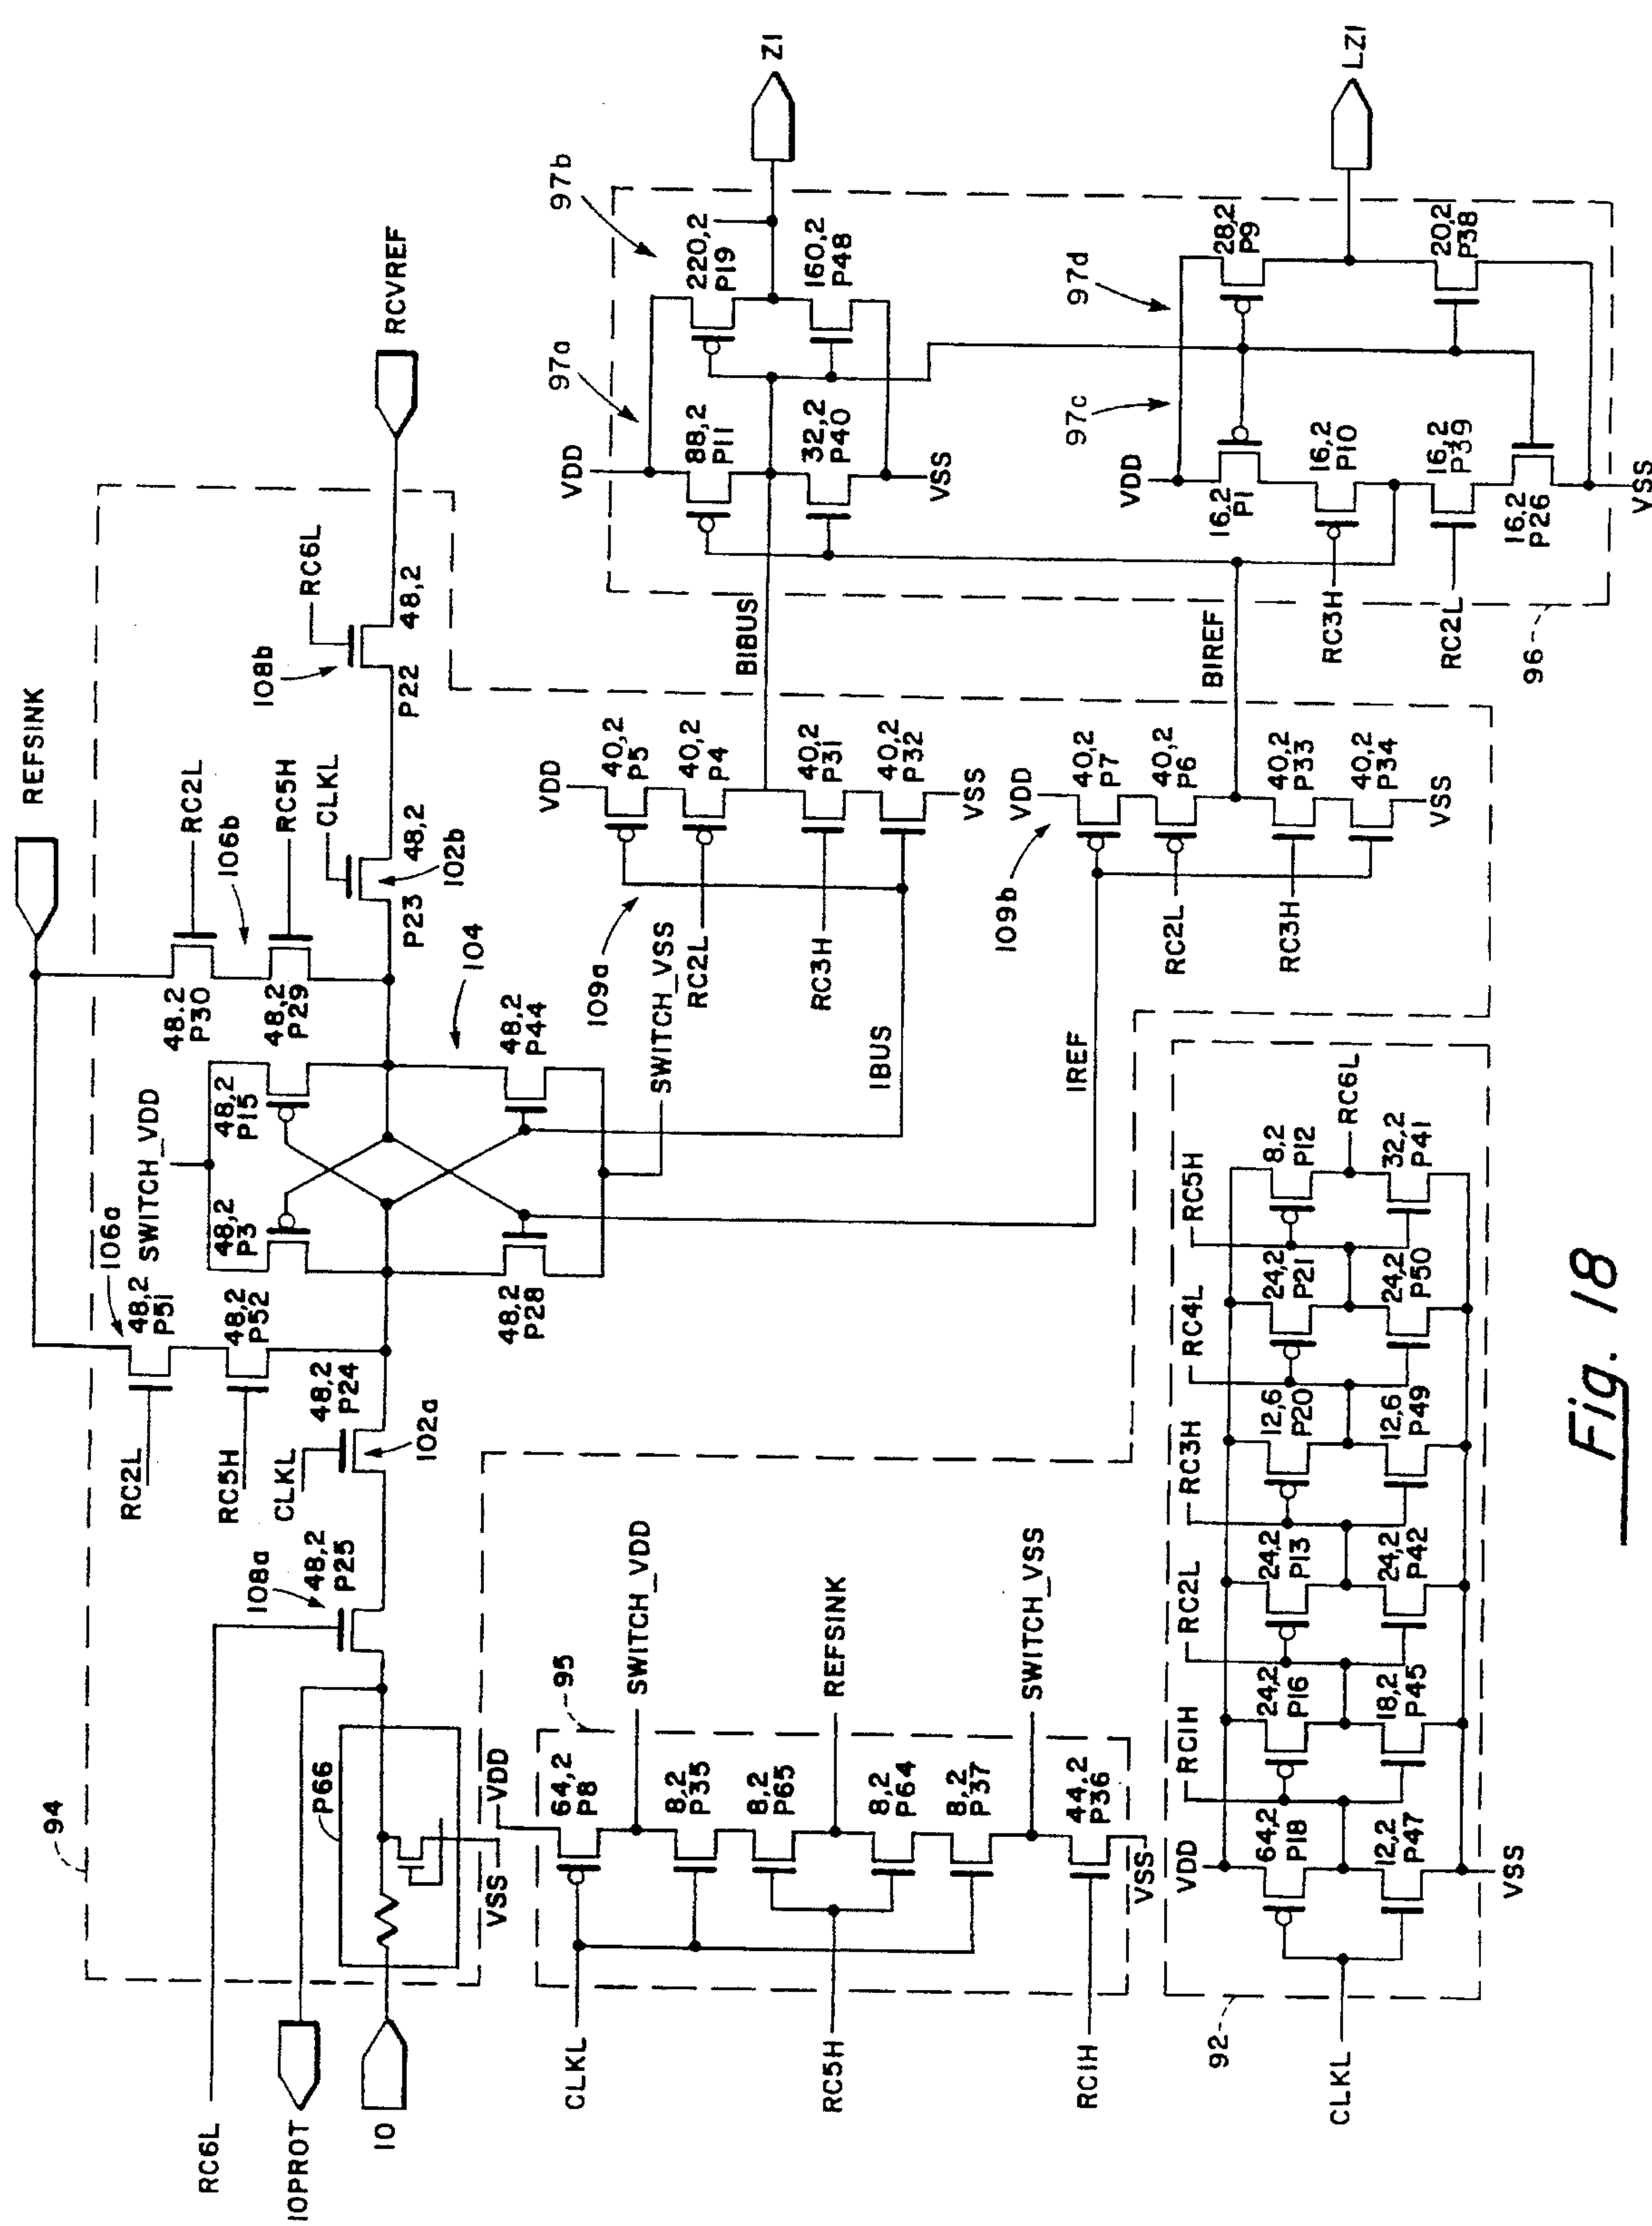 REFSINK
RCVREF
Z1
LZ1
94
RC6L
IOPROT
IO
P66
VSS
VDD
108a
48,2
P25
CLKL
102a
48,2
P24
RC2L
RC5H
106a
48,2
P51
48,2
P52
SWITCH_VDD
48,2
P3
48,2
P15
48,2
P28
48,2
P44
104
SWITCH_VSS
48.2
P30
48,2
P29
RC2L
106b
RC5H
CLKL
P23
48,2
102b
108b
RC6L
P22
48,2
IBUS
IREF
109a
VDD
40,2
P5
40,2
P4
40,2
P31
40,2
P32
VSS
RC2L
RC3H
109b
VDD
40,2
P7
40,2
P6
40,2
P33
40,2
P34
VSS
RC2L
RC3H
BIBUS
BIREF
97a
97b
VDD
88,2
P11
32,2
P40
VSS
220,2
P19
160,2
P48
97c
97d
VDD
16,2
P1
16,2
P10
16,2
P39
16,2
P26
VSS
28,2
P9
20,2
P38
RC3H
RC2L
96
95
CLKL
RC5H
RC1H
64,2
P8
8,2
P35
8,2
P65
8,2
P64
8,2
P37
44,2
P36
VSS
SWITCH_VDD
REFSINK
SWITCH_VSS
92
CLKL
VDD
64,2
P18
12,2
P47
VSS
RC1H
24,2
P16
18,2
P45
RC2L
24,2
P13
24,2
P42
RC3H
12,6
P20
12,6
P49
RC4L
24,2
P21
24,2
P50
RC5H
8,2
P12
32,2
P41
RC6L
Fig. 18